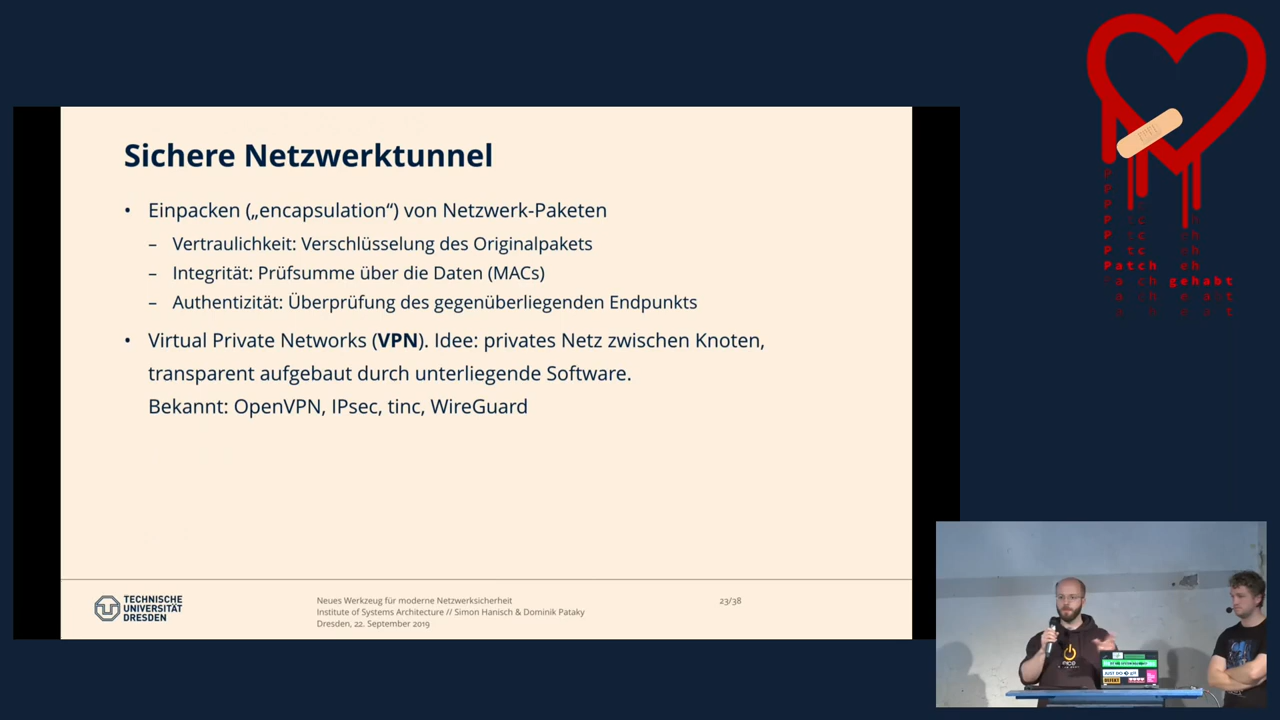 Sichere Netzwerktunnel
• Einpacken („encapsulation“) von Netzwerk-Paketen
– Vertraulichkeit: Verschlüsselung des Originalpakets
– Integrität: Prüfsumme über die Daten (MACs)
– Authentizität: Überprüfung des gegenüberliegenden Endpunkts
• Virtual Private Networks (VPN). Idee: privates Netz zwischen Knoten,
transparent aufgebaut durch unterliegende Software.
Bekannt: OpenVPN, IPsec, tinc, WireGuard
TECHNISCHE
UNIVERSITÄT
DRESDEN
Neues Werkzeug für moderne Netzwerksicherheit
Institute of Systems Architecture // Simon Hanisch & Dominik Pataky
Dresden, 22. September 2019
23/38
P
P
P
P
P
P tc
Patch eh
gehabt